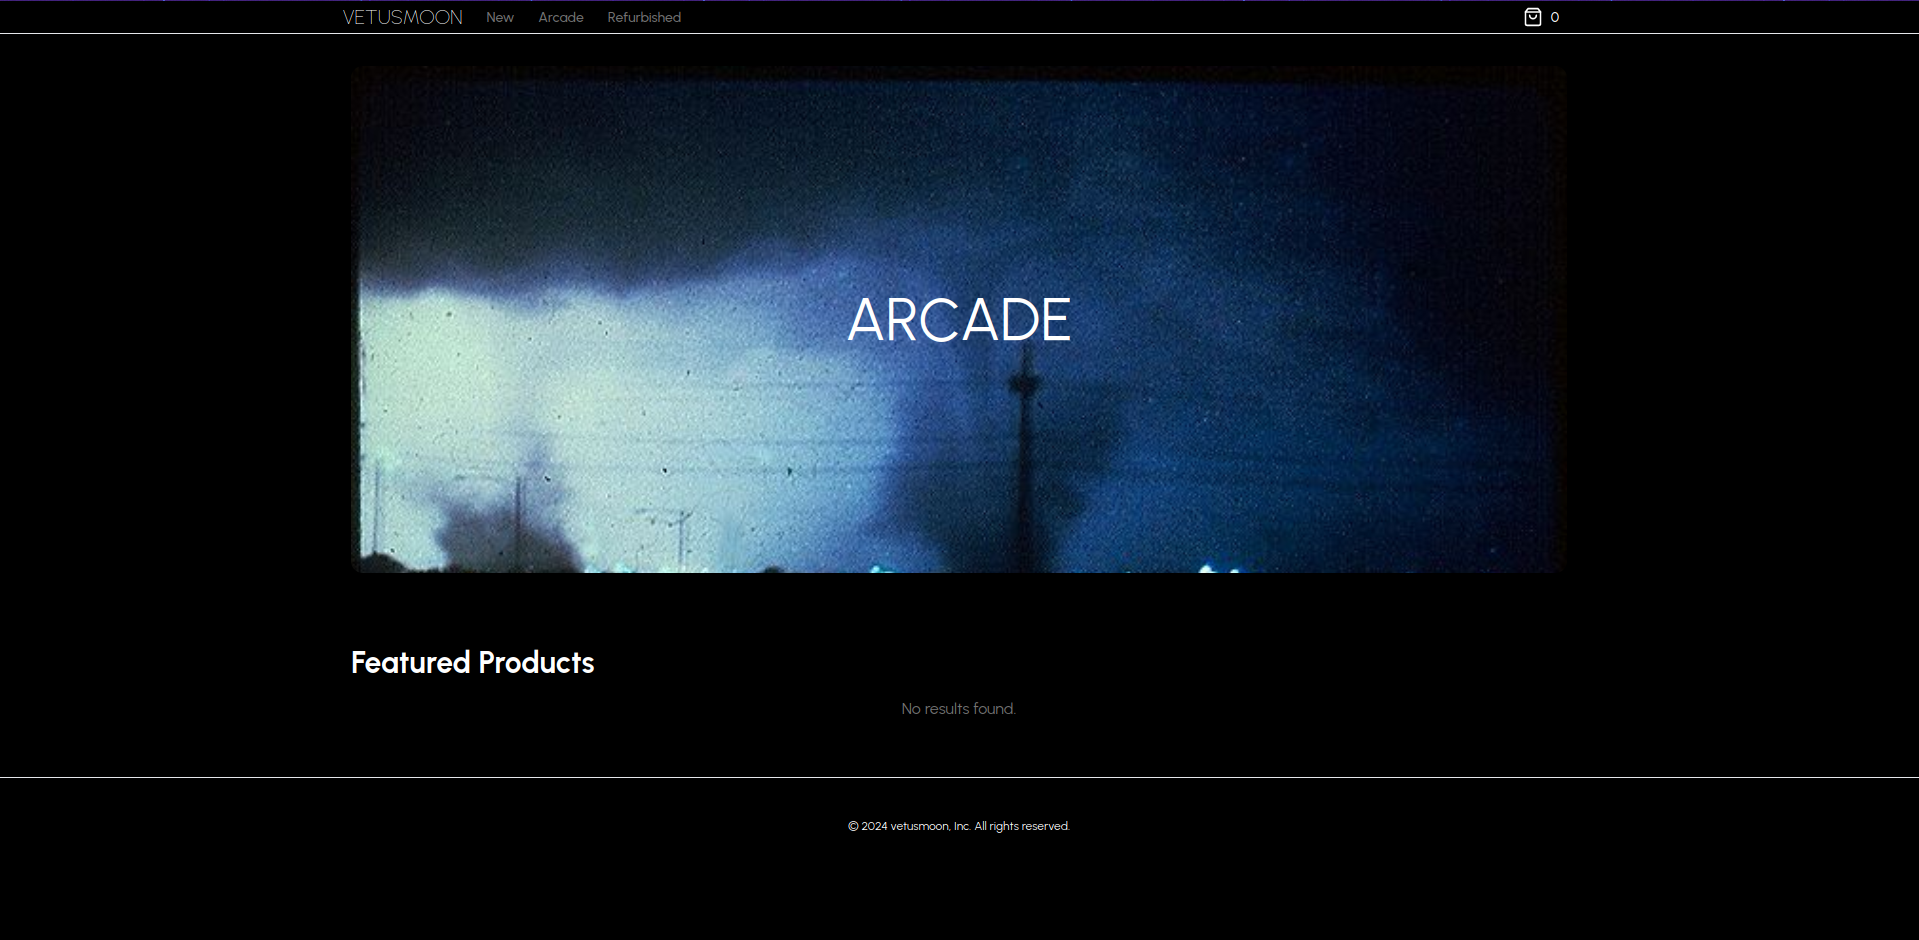 VETUSMOON New Arcade Refurbished 0
ARCADE
Featured Products
No results found.
© 2024 vetusmoon, Inc. All rights reserved.